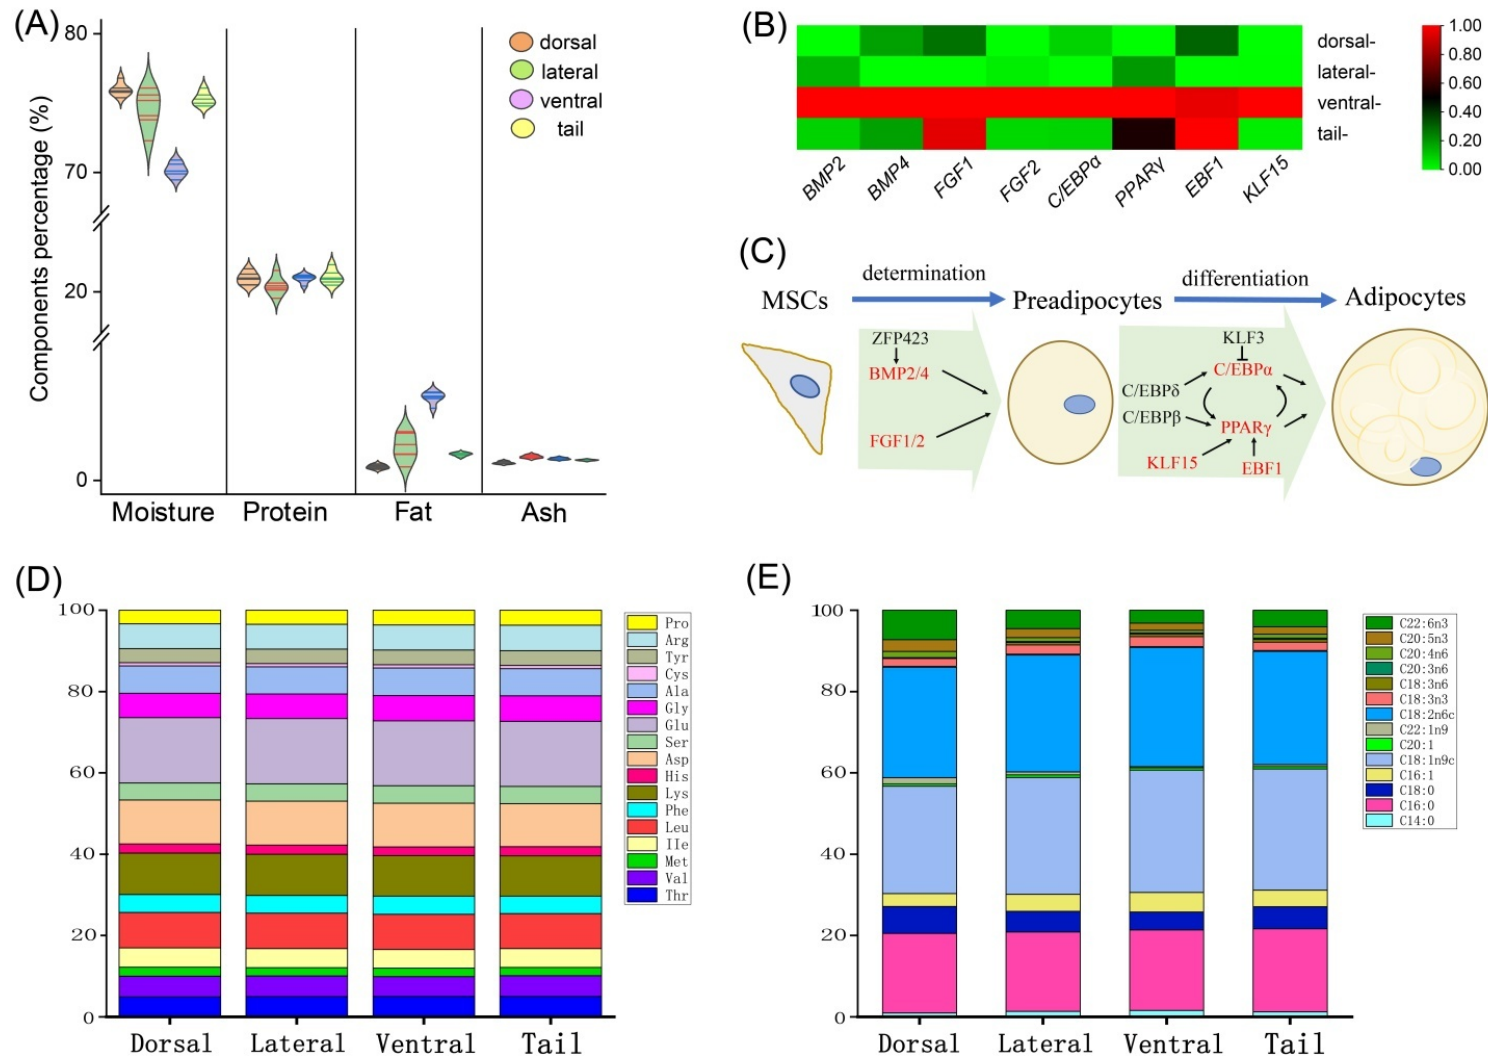 (A)
80
70
20
0
Components percentage (%)
dorsal
lateral
ventral
tail
Moisture Protein Fat Ash
(B)
dorsal-
lateral-
ventral-
tail-
BMP2 BMP4 FGF1 FGF2 C/EBPα PPARγ EBF1 KLF15
1.00
0.80
0.60
0.40
0.20
0.00
(C)
determination
differentiation
MSCs Preadipocytes Adipocytes
ZFP423
BMP2/4
FGF1/2
KLF3
C/EBPα
C/EBPδ
C/EBPβ
PPARγ
KLF15
EBF1
(D)
100
80
60
40
20
0
Dorsal Lateral Ventral Tail
Pro
Arg
Tyr
Cys
Ala
Gly
Glu
Ser
Asp
His
Lys
Phe
Leu
Ile
Met
Val
Thr
(E)
100
80
60
40
20
0
Dorsal Lateral Ventral Tail
C22:6n3
C20:5n3
C20:4n6
C20:3n6
C18:3n6
C18:3n3
C18:2n6c
C22:1n9
C20:1
C18:1n9c
C16:1
C18:0
C16:0
C14:0